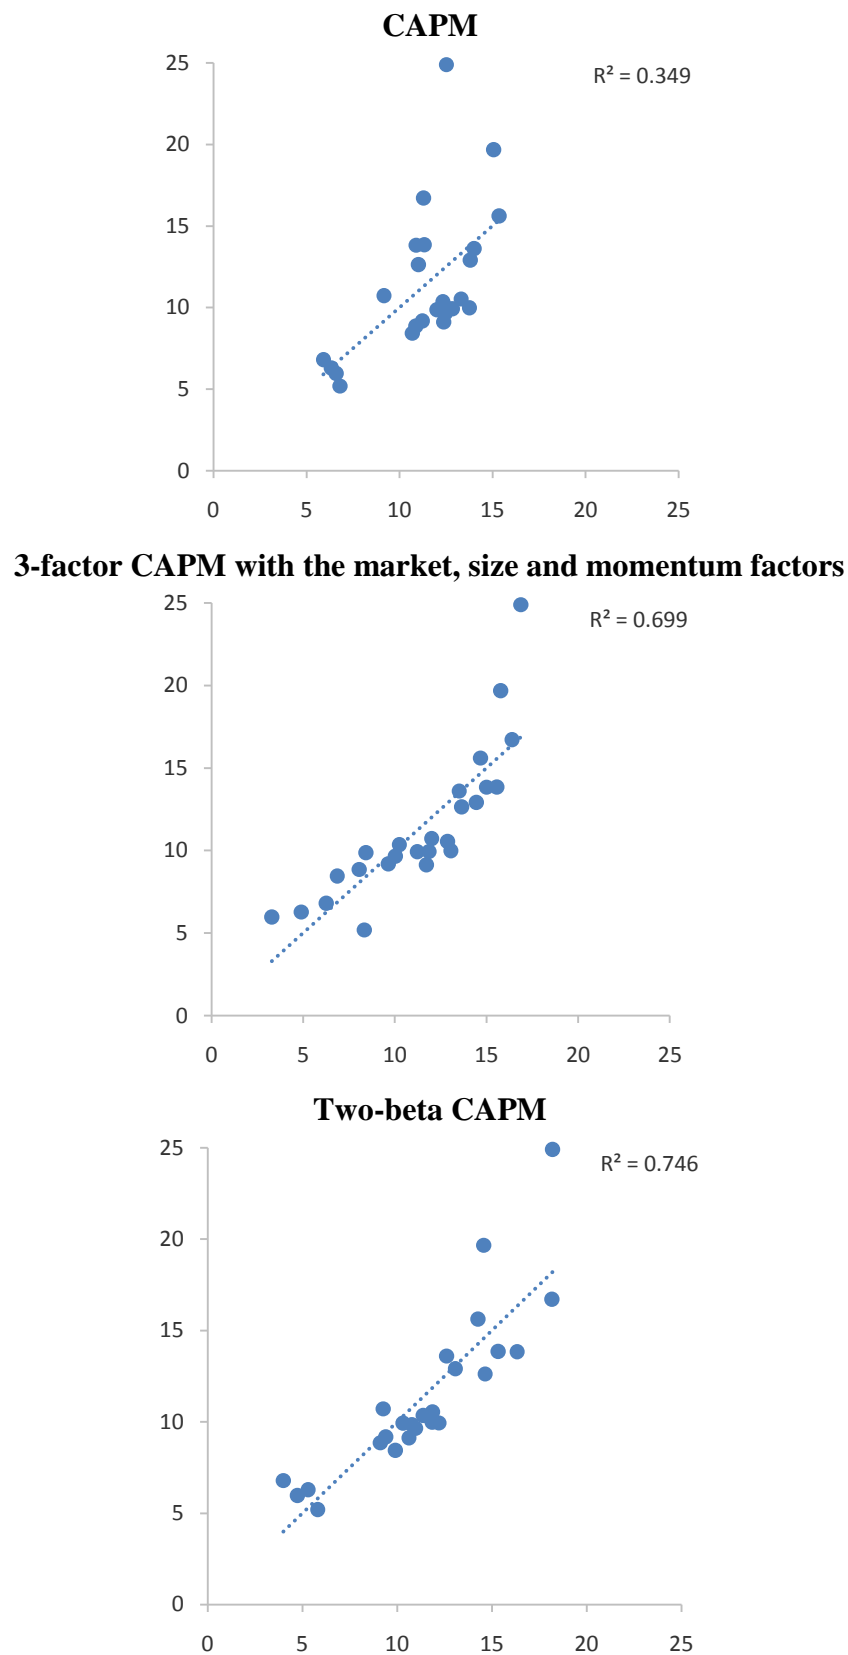 CAPM
R² = 0.349
25
20
15
10
5
0
0 5 10 15 20 25
3-factor CAPM with the market, size and momentum factors
R² = 0.699
25
20
15
10
5
0
0 5 10 15 20 25
Two-beta CAPM
R² = 0.746
25
20
15
10
5
0
0 5 10 15 20 25